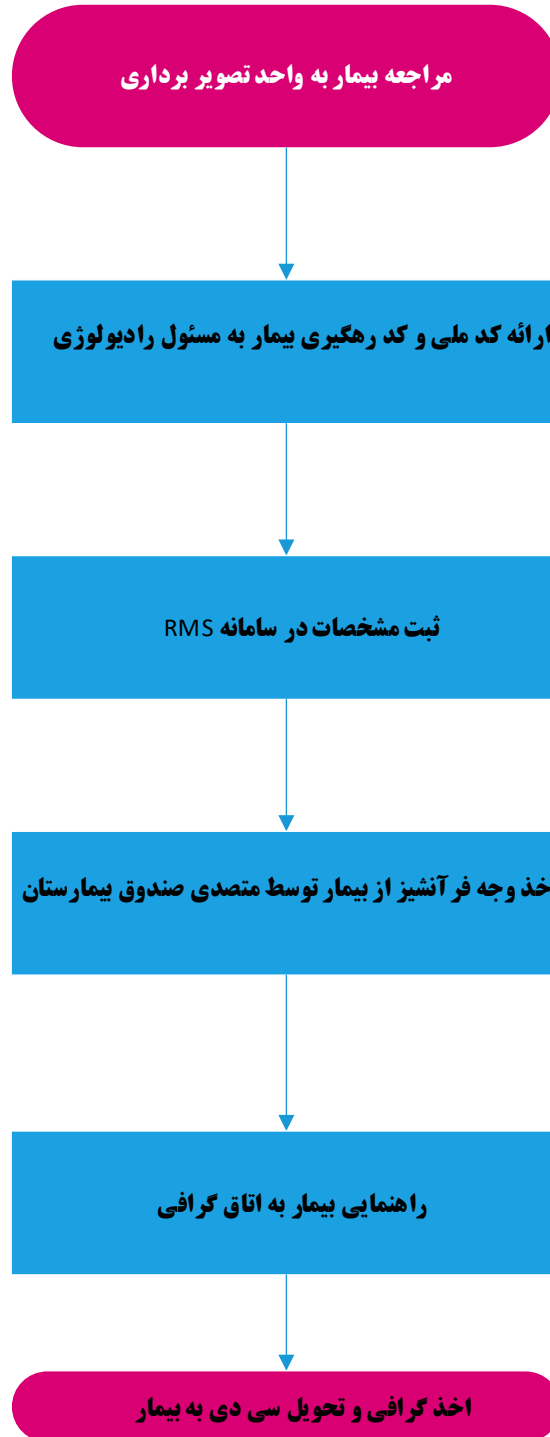 مراجعه بیمار به واحد تصویر برداری
ارائه کد ملی و کد رهگیری بیمار به مسئول رادیولوژی
ثبت مشخصات در سامانه RMS
خذ وجه فرآنشیز از بیمار توسط متصدی صندوق بیمارستان
راهنمایی بیمار به اتاق گرافی
اخذ گرافی و تحویل سی دی به بیمار